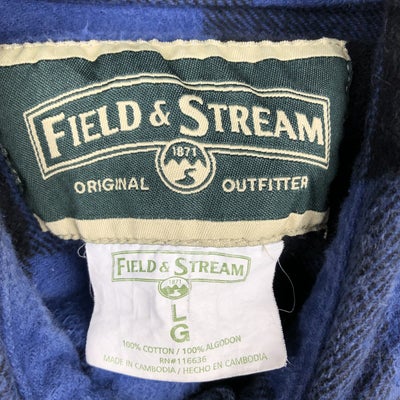 FIELD & STREAM
1871
ORIGINAL OUTFITTER
FIELD & STREAM
1871
L
G
100% COTTON / 100% ALGODON
RN#116636
MADE IN CAMBODIA / HECHO EN CAMBODIA